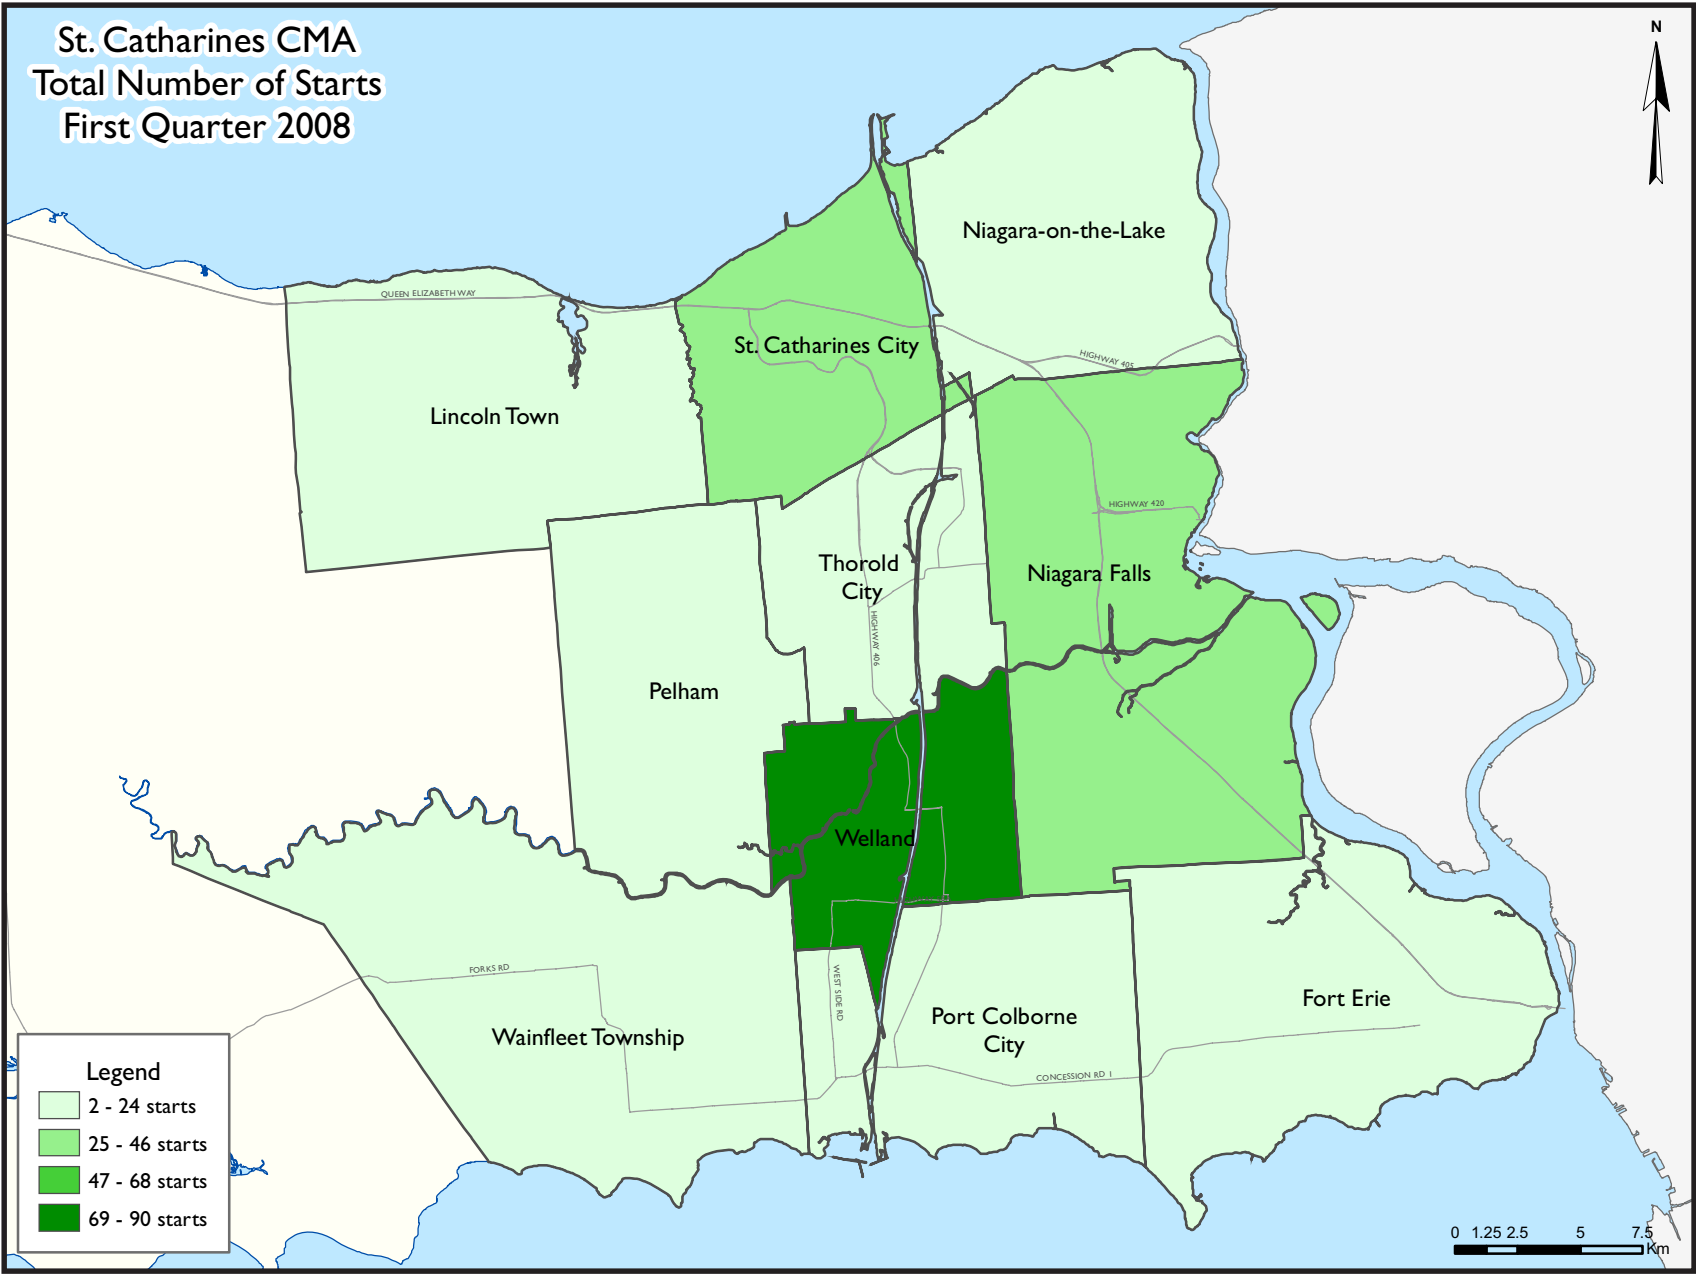 St. Catharines CMA
Total Number of Starts
First Quarter 2008
N
Niagara-on-the-Lake
QUEEN ELIZABETH WAY
St. Catharines City
HIGHWAY 405
Lincoln Town
HIGHWAY 420
Thorold
City
Niagara Falls
HIGHWAY 406
Pelham
Welland
FORKS RD
WEST SIDE RD
Fort Erie
Port Colborne
City
Wainfleet Township
CONCESSION RD 1
Legend
2 - 24 starts
25 - 46 starts
47 - 68 starts
69 - 90 starts
0 1.25 2.5 5 7.5
Km